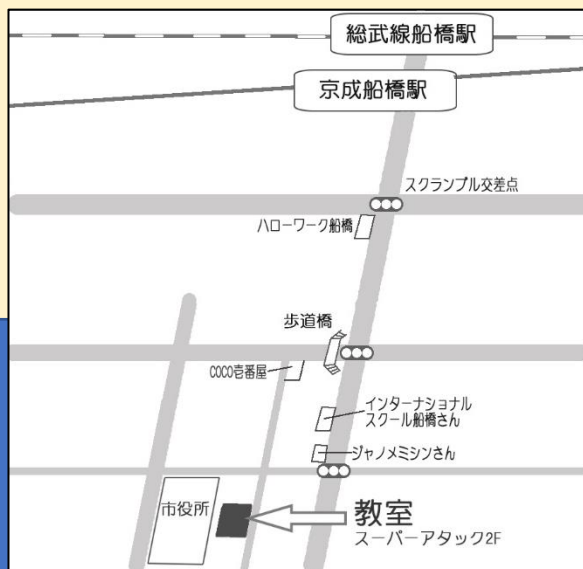 総武線船橋駅
京成船橋駅
スクランブル交差点
ハローワーク船橋
歩道橋
COCO壱番屋
インターナショナル
スクール船橋さん
ジャノメミシンさん
市役所
教室
スーパーアタック2F